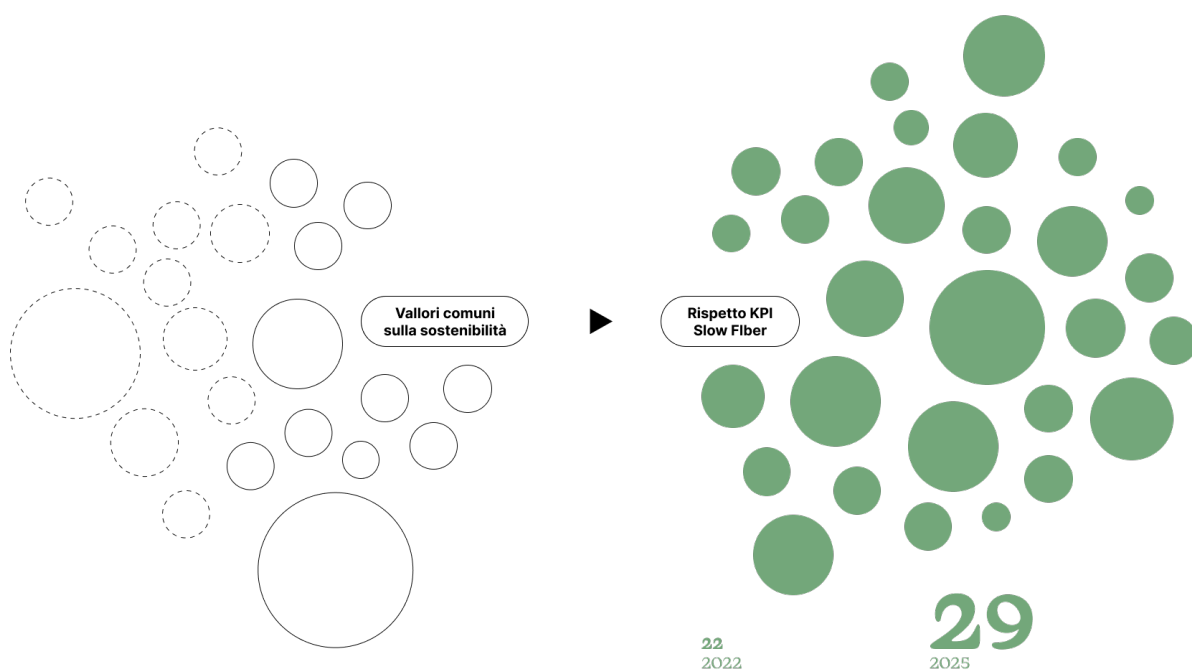 Vallori comuni
sulla sostenibilità
Rispetto KPI
Slow FIber
22
2022
29
2025